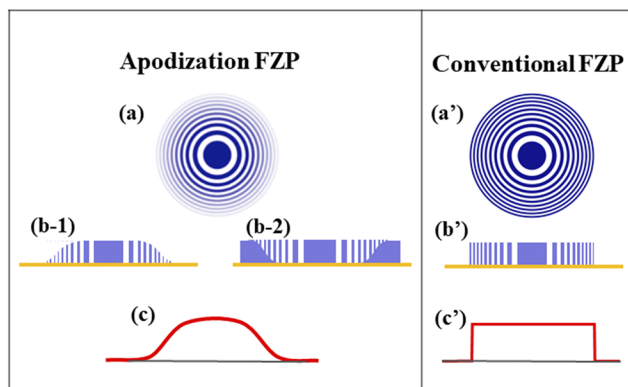 Apodization FZP
(a)
(b-1)
(b-2)
(c)
Conventional FZP
(a’)
(b’)
(c’)